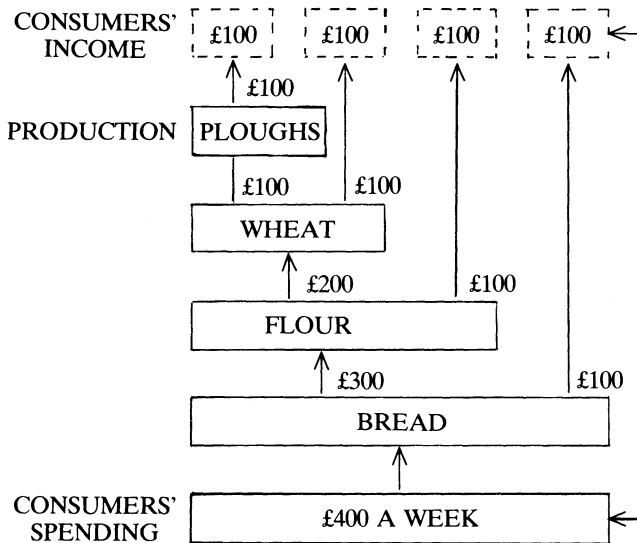 CONSUMERS'
INCOME
£100 £100 £100 £100
£100
PRODUCTION PLOUGHS
£100 £100
WHEAT
£200 £100
FLOUR
£300 £100
BREAD
CONSUMERS'
SPENDING
£400 A WEEK